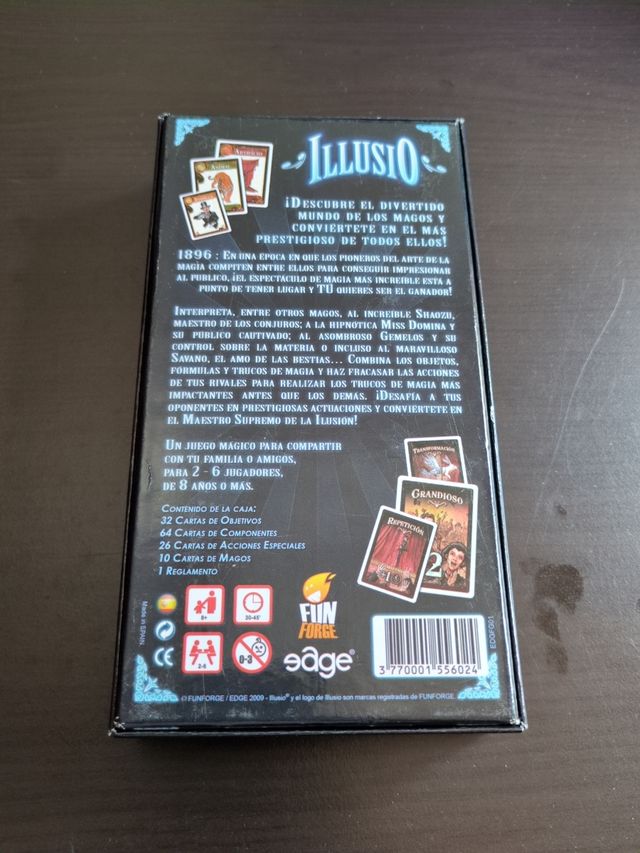 ILLUSIO
¡DESCUBRE EL DIVERTIDO
MUNDO DE LOS MAGOS Y
CONVIERTETE EN EL MÁS
PRESTIGIOSO DE TODOS ELLOS!
1896 : EN UNA EPOCA EN QUE LOS PIONEROS DEL ARTE DE LA
MAGIA COMPITEN ENTRE ELLOS PARA CONSEGUIR IMPRESIONAR
AL PUBLICO, ¡EL ESPECTÁCULO DE MAGIA MÁS INCREÍBLE ESTÁ A
PUNTO DE TENER LUGAR Y TÚ QUIERES SER EL GANADOR!
INTERPRETA, ENTRE OTROS MAGOS, AL INCREÍBLE SHAOZU,
MAESTRO DE LOS CONJUROS; A LA HIPNÓTICA MISS DOMINA Y
SU PUBLICO CAUTIVADO; AL ASOMBROSO GEMELOS Y SU
CONTROL SOBRE LA MATERIA O INCLUSO AL MARAVILLOSO
SAVANO, EL AMO DE LAS BESTIAS... COMBINA LOS OBJETOS,
FÓRMULAS Y TRUCOS DE MAGIA Y HAZ FRACASAR LAS ACCIONES
DE TUS RIVALES PARA REALIZAR LOS TRUCOS DE MAGIA MÁS
IMPACTANTES ANTES QUE LOS DEMÁS. ¡DESAFÍA A TUS
OPONENTES EN PRESTIGIOSAS ACTUACIONES Y CONVIERTETE EN
EL MAESTRO SUPREMO DE LA ILUSIÓN!
UN JUEGO MÁGICO PARA COMPARTIR
CON TU FAMILIA O AMIGOS,
PARA 2 - 6 JUGADORES,
DE 8 AÑOS O MÁS.
CONTENIDO DE LA CAJA:
32 CARTAS DE OBJETIVOS
64 CARTAS DE COMPONENTES
26 CARTAS DE ACCIONES ESPECIALES
10 CARTAS DE MAGOS
1 REGLAMENTO
TRANSFORMACIÓN
GRANDIOSO
2
REPETICIÓN
Made in SPAIN
8+
30-45'
2-6
0-3
CE
FUN
FORGE
edge
3 770001 556024
EDGFG01
© FUNFORGE / EDGE 2009 - Illusio® y el logo de Illusio son marcas registradas de FUNFORGE.